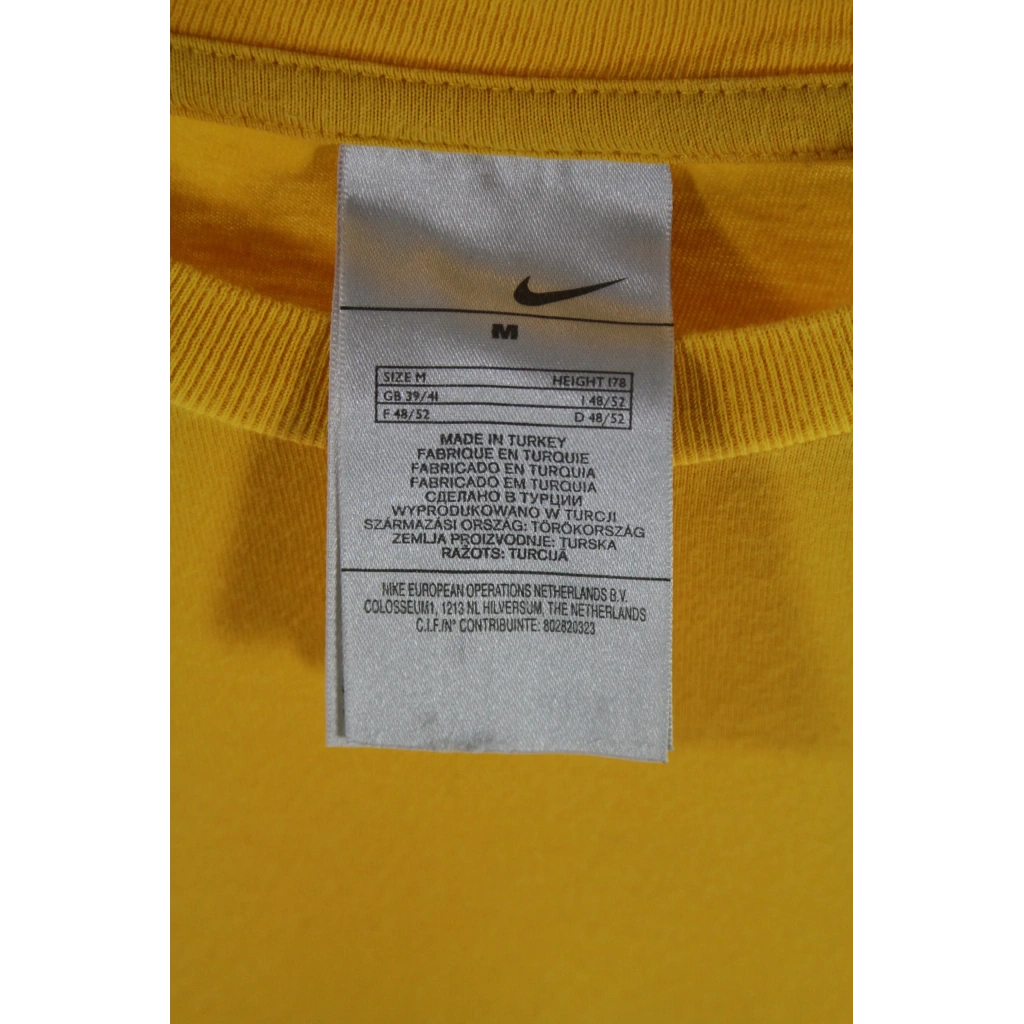 M
SIZE M HEIGHT 178
GB 39/41 I 48/52
F 48/52 D 48/52
MADE IN TURKEY
FABRIQUE EN TURQUIE
FABRICADO EN TURQUIA
FABRICADO EM TURQUIA
СДЕЛАНО В ТУРЦИИ
WYPRODUKOWANO W TURCJI
SZÁRMAZÁSI ORSZÁG: TÖRÖKORSZÁG
ZEMLJA PROIZVODNJE: TURSKA
RAŽOTS: TURCIJĀ
NIKE EUROPEAN OPERATIONS NETHERLANDS B.V.
COLOSSEUM1, 1213 NL HILVERSUM, THE NETHERLANDS
C.I.F./N° CONTRIBUINTE: 802820323